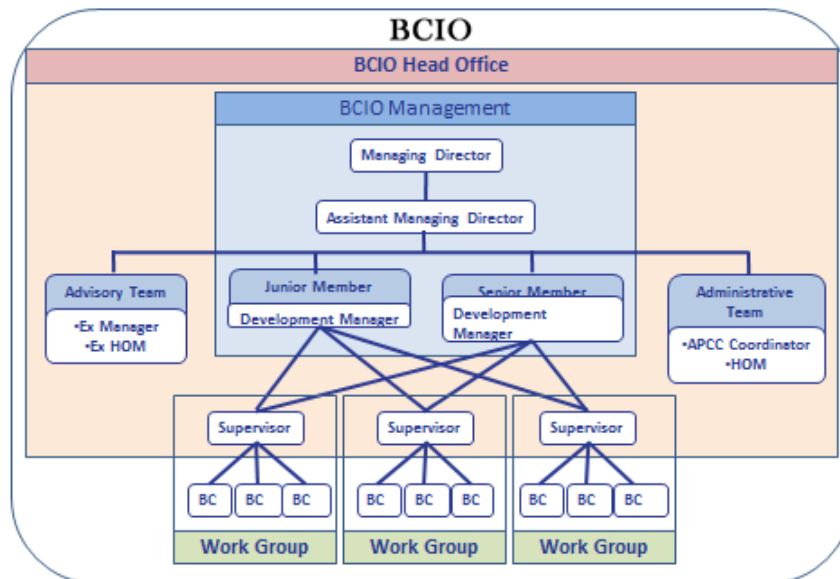 BCIO
BCIO Head Office
BCIO Management
Managing Director
Assistant Managing Director
Advisory Team
•Ex Manager
•Ex HOM
Junior Member
Development Manager
Senior Member
Development
Manager
Administrative
Team
•APCC Coordinator
•HOM
Supervisor
Supervisor
Supervisor
BC BC BC
BC BC BC
BC BC BC
Work Group
Work Group
Work Group